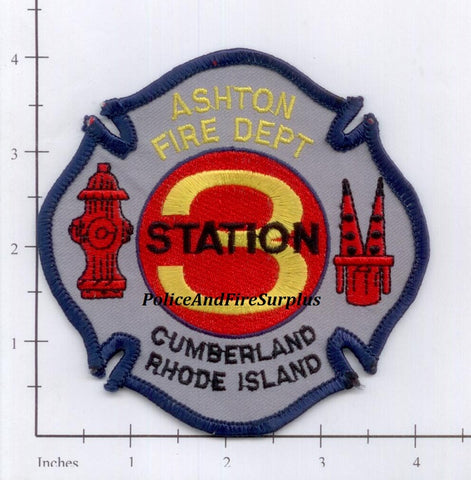 ASHTON
FIRE DEPT
3
STATION
PoliceAndFireSurplus
CUMBERLAND
RHODE ISLAND
4
3
2
1
Inches 1 2 3 4